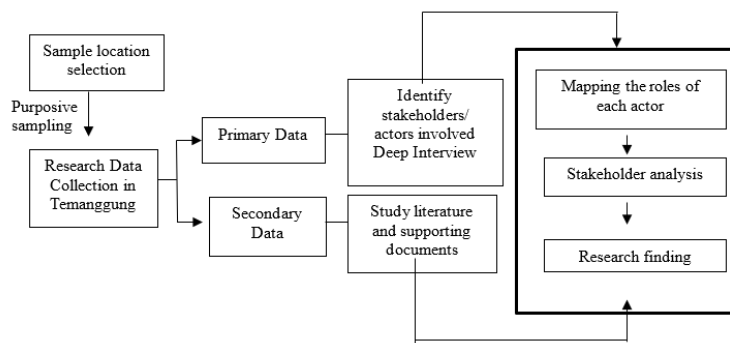 Sample location
selection
Purposive
sampling
Research Data
Collection in
Temanggung
Primary Data
Secondary
Data
Identify
stakeholders/
actors involved
Deep Interview
Study literature
and supporting
documents
Mapping the roles of
each actor
Stakeholder analysis
Research finding